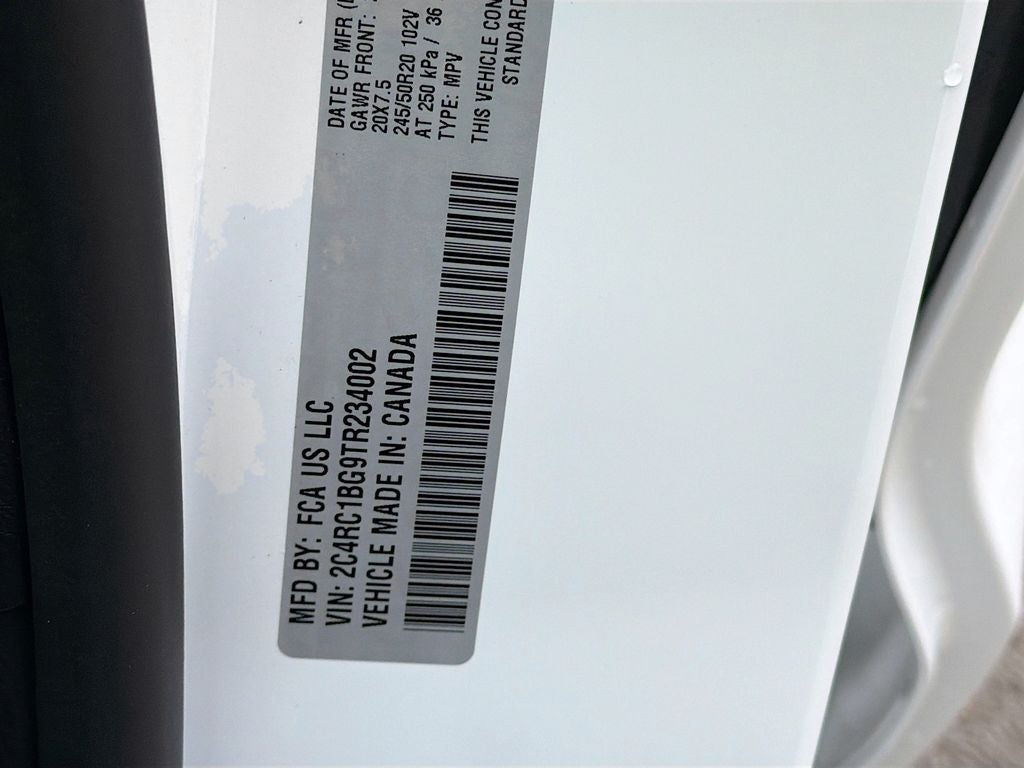 MFD BY: FCA US LLC
VIN: 2C4RC1BG9TR234002
VEHICLE MADE IN: CANADA
DATE OF MFR
GAWR FRONT:
20X7.5
245/50R20 102V
AT 250 kPa / 36
TYPE: MPV
THIS VEHICLE CON
STANDARD